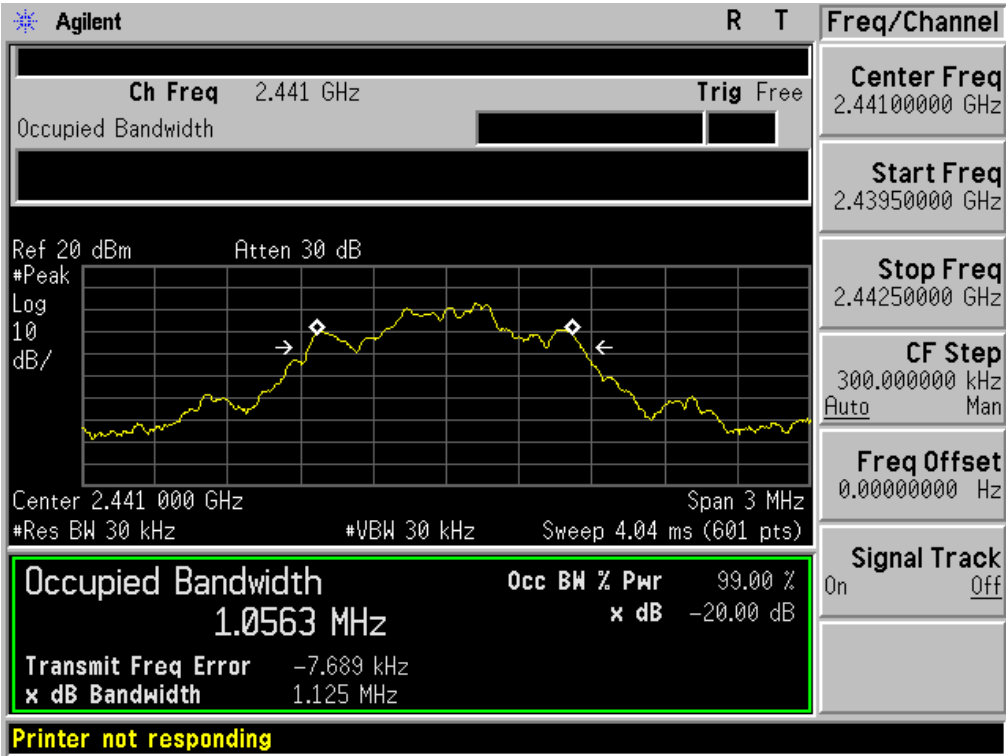 Agilent R T Freq/Channel
Ch Freq 2.441 GHz Trig Free
Occupied Bandwidth
Center Freq
2.44100000 GHz
Start Freq
2.43950000 GHz
Stop Freq
2.44250000 GHz
CF Step
300.000000 kHz
Auto Man
Freq Offset
0.00000000 Hz
Signal Track
On Off
Ref 20 dBm Atten 30 dB
#Peak
Log
10
dB/
Center 2.441 000 GHz Span 3 MHz
#Res BW 30 kHz #VBW 30 kHz Sweep 4.04 ms (601 pts)
Occupied Bandwidth Occ BW % Pwr 99.00 %
1.0563 MHz x dB -20.00 dB
Transmit Freq Error -7.689 kHz
x dB Bandwidth 1.125 MHz
Printer not responding